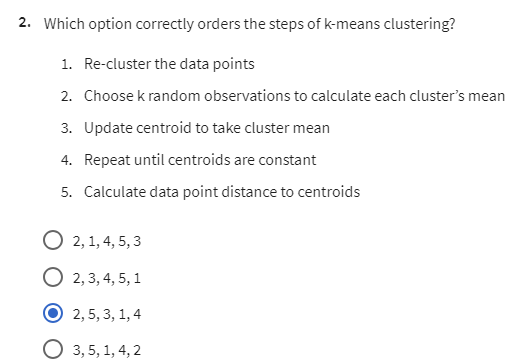 2. Which option correctly orders the steps of k-means clustering?
1. Re-cluster the data points
2. Choose k random observations to calculate each cluster’s mean
3. Update centroid to take cluster mean
4. Repeat until centroids are constant
5. Calculate data point distance to centroids
2, 1, 4, 5, 3
2, 3, 4, 5, 1
2, 5, 3, 1, 4
3, 5, 1, 4, 2